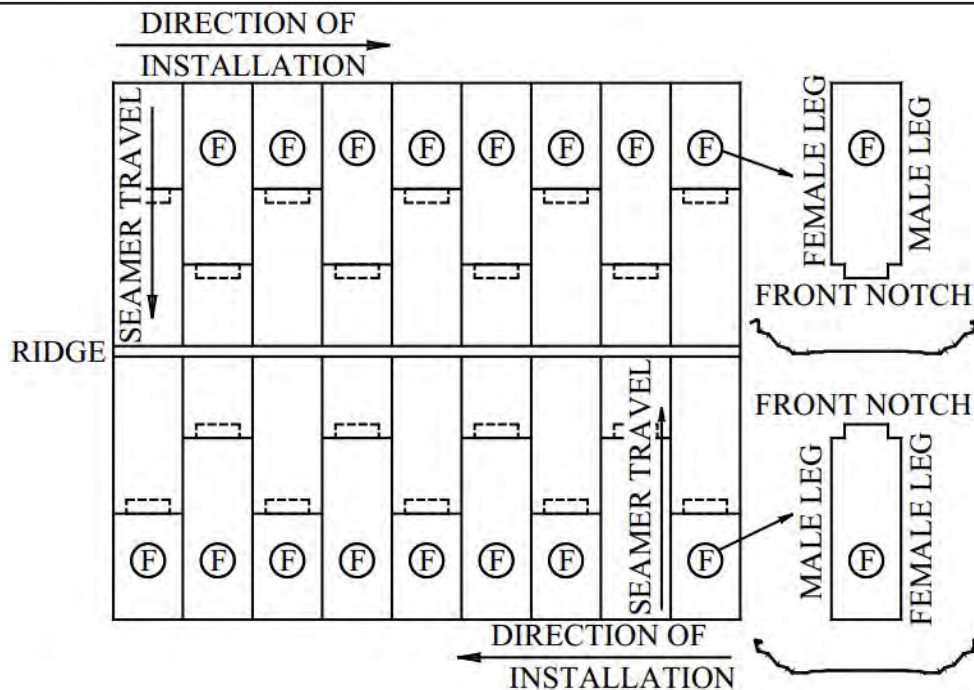 DIRECTION OF
INSTALLATION
SEAMER TRAVEL
F F F F F F F F
FEMALE LEG
F
MALE LEG
FRONT NOTCH
RIDGE
SEAMER TRAVEL
FRONT NOTCH
MALE LEG
F
FEMALE LEG
F F F F F F F F
DIRECTION OF
INSTALLATION